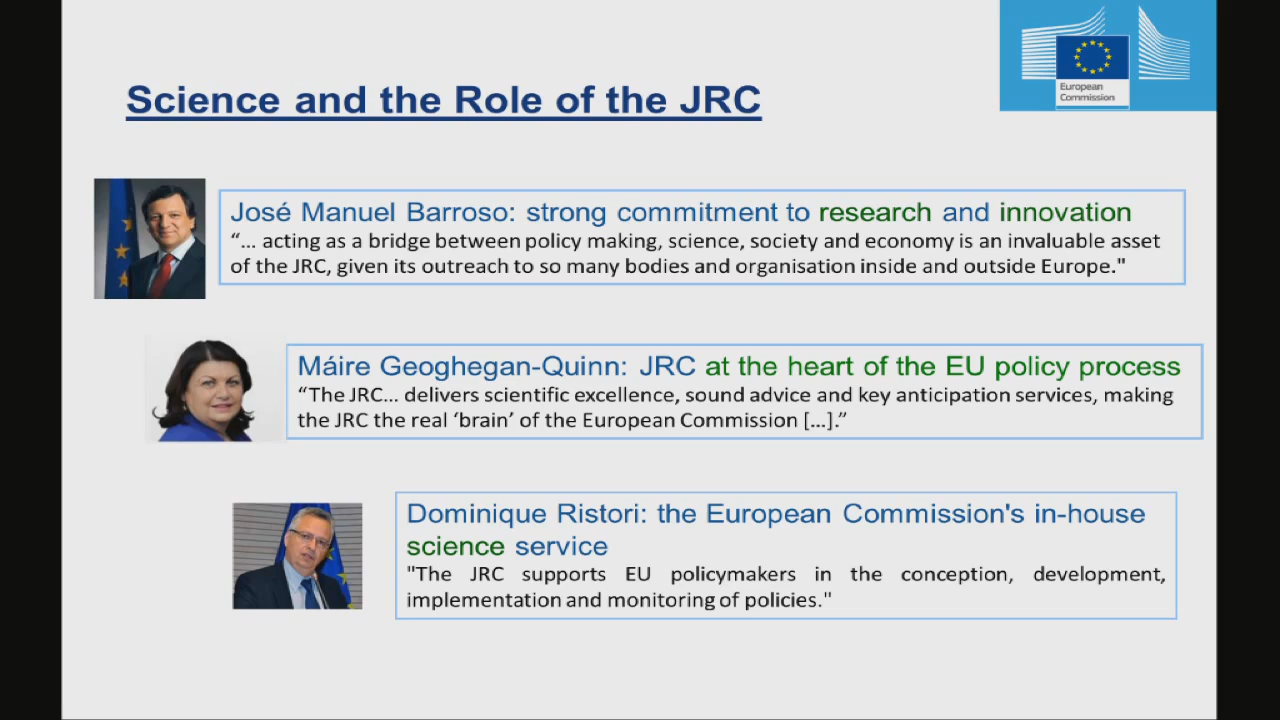 European
Commission
Science and the Role of the JRC
José Manuel Barroso: strong commitment to research and innovation
“... acting as a bridge between policy making, science, society and economy is an invaluable asset
of the JRC, given its outreach to so many bodies and organisation inside and outside Europe."
Máire Geoghegan-Quinn: JRC at the heart of the EU policy process
“The JRC... delivers scientific excellence, sound advice and key anticipation services, making
the JRC the real ‘brain’ of the European Commission [...].”
Dominique Ristori: the European Commission's in-house
science service
"The JRC supports EU policymakers in the conception, development,
implementation and monitoring of policies."